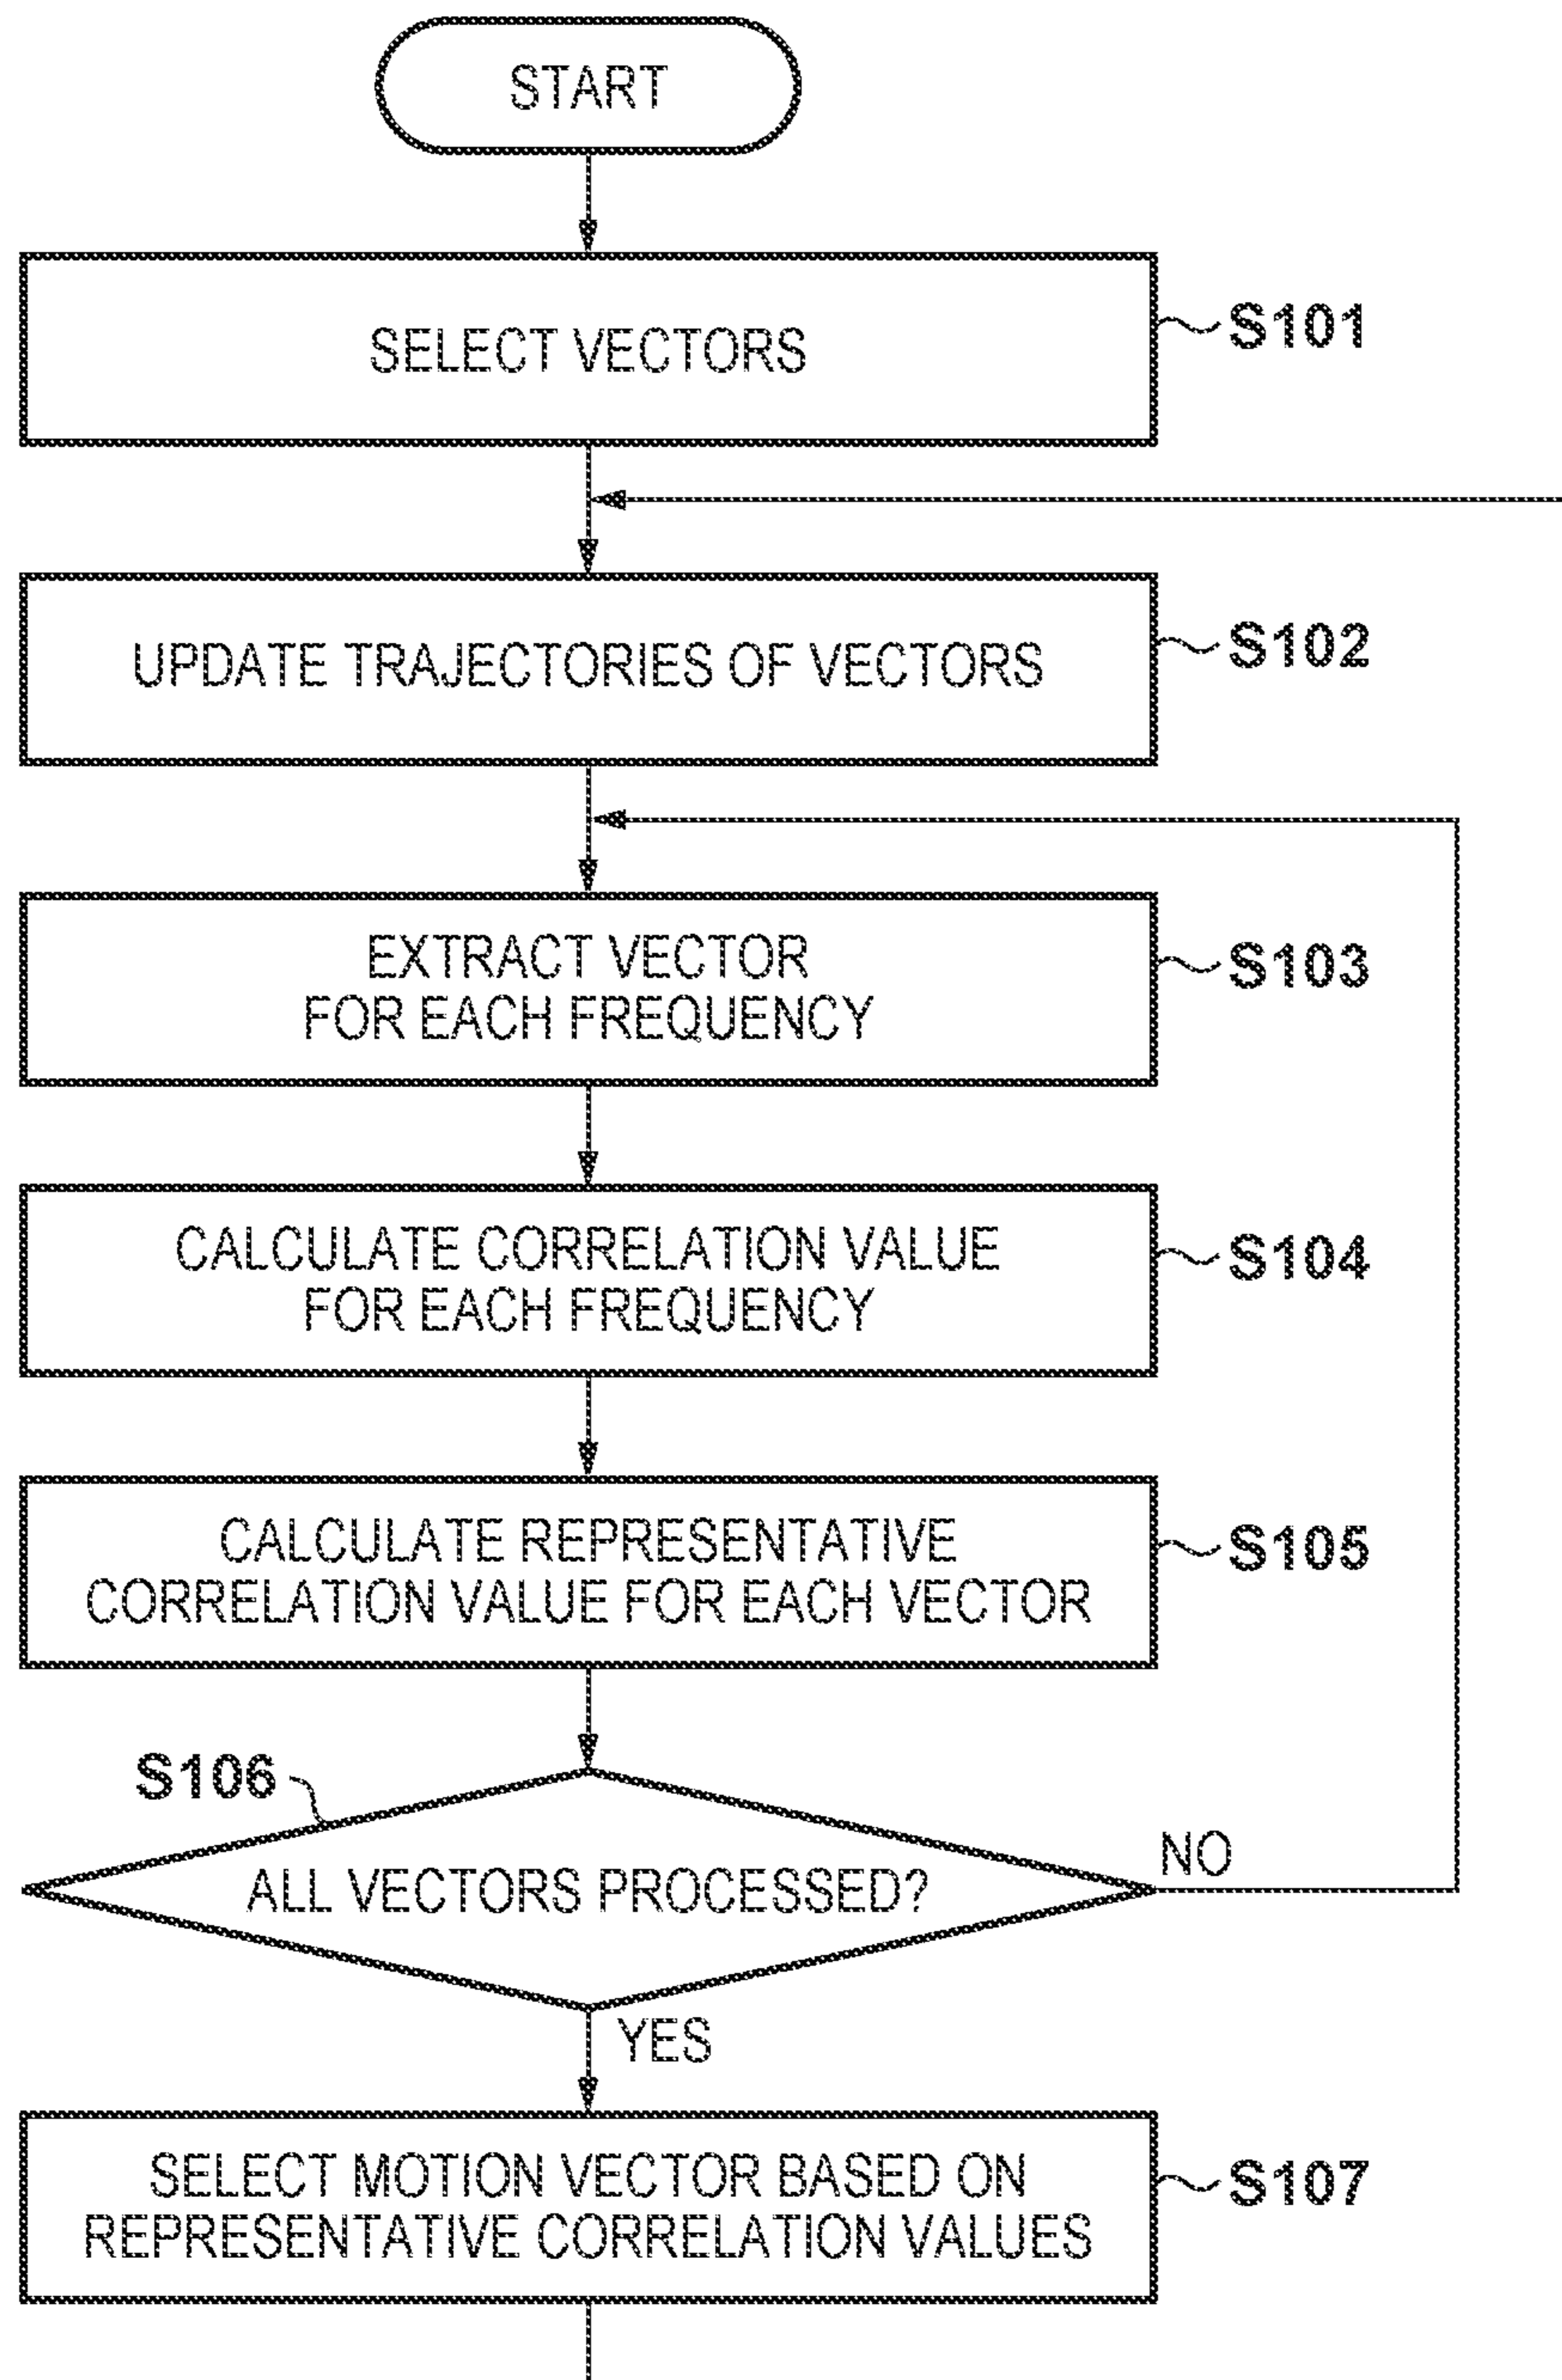 START
SELECT VECTORS
S101
UPDATE TRAJECTORIES OF VECTORS
S102
EXTRACT VECTOR
FOR EACH FREQUENCY
S103
CALCULATE CORRELATION VALUE
FOR EACH FREQUENCY
S104
CALCULATE REPRESENTATIVE
CORRELATION VALUE FOR EACH VECTOR
S105
S106
ALL VECTORS PROCESSED?
NO
YES
SELECT MOTION VECTOR BASED ON
REPRESENTATIVE CORRELATION VALUES
S107